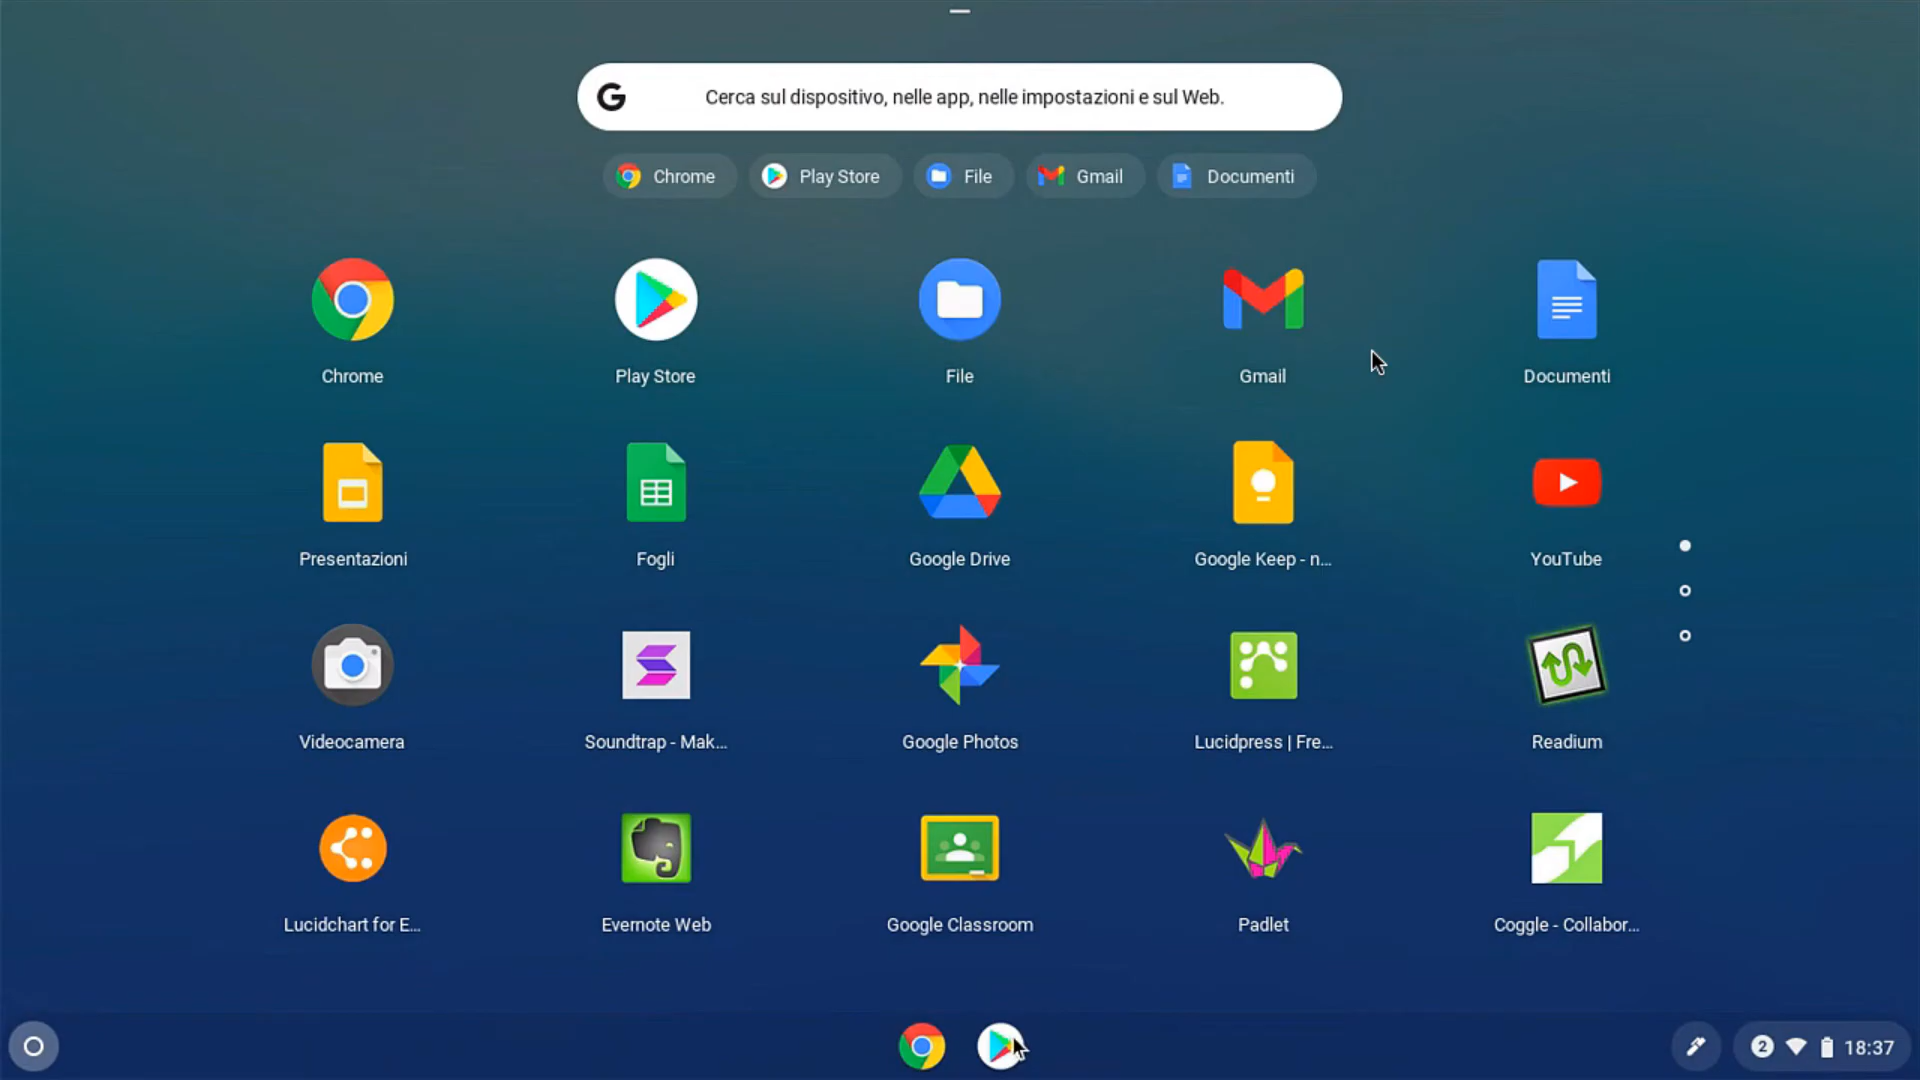 Cerca sul dispositivo, nelle app, nelle impostazioni e sul Web.
Chrome Play Store File Gmail Documenti
Chrome Play Store File Gmail Documenti
Presentazioni Fogli Google Drive Google Keep - n... YouTube
Videocamera Soundtrap - Mak... Google Photos Lucidpress | Fre... Readium
Lucidchart for E... Evernote Web Google Classroom Padlet Coggle - Collabor...
2 18:37